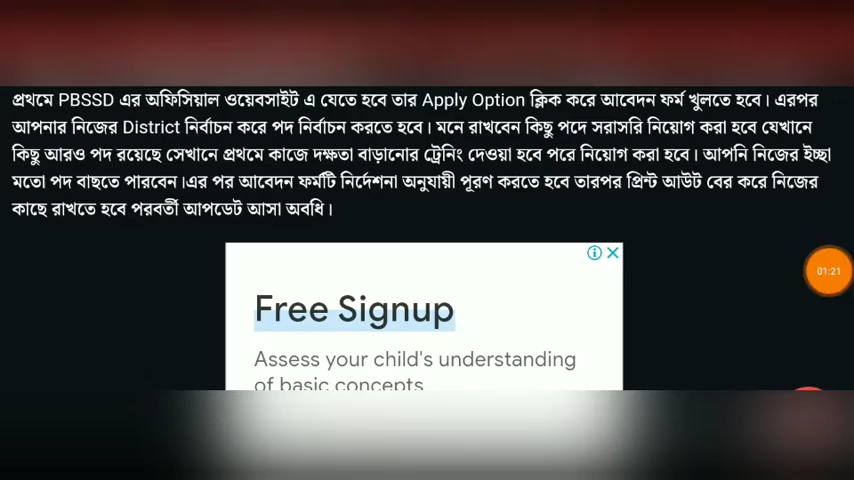 প্রথমে PBSSD এর অফিসিয়াল ওয়েবসাইট এ যেতে হবে তার Apply Option ক্লিক করে আবেদন ফর্ম খুলতে হবে। এরপর
আপনার নিজের District নির্বাচন করে পদ নির্বাচন করতে হবে। মনে রাখবেন কিছু পদে সরাসরি নিয়োগ করা হবে যেখানে
কিছু আরও পদ রয়েছে সেখানে প্রথমে কাজে দক্ষতা বাড়ানোর ট্রেনিং দেওয়া হবে পরে নিয়োগ করা হবে। আপনি নিজের ইচ্ছা
মতো পদ বাছতে পারবেন।এর পর আবেদন ফর্মটি নির্দেশনা অনুযায়ী পূরণ করতে হবে তারপর প্রিন্ট আউট বের করে নিজের
কাছে রাখতে হবে পরবর্তী আপডেট আসা অবধি।
Free Signup
01:21
Assess your child's understanding
of basic concepts